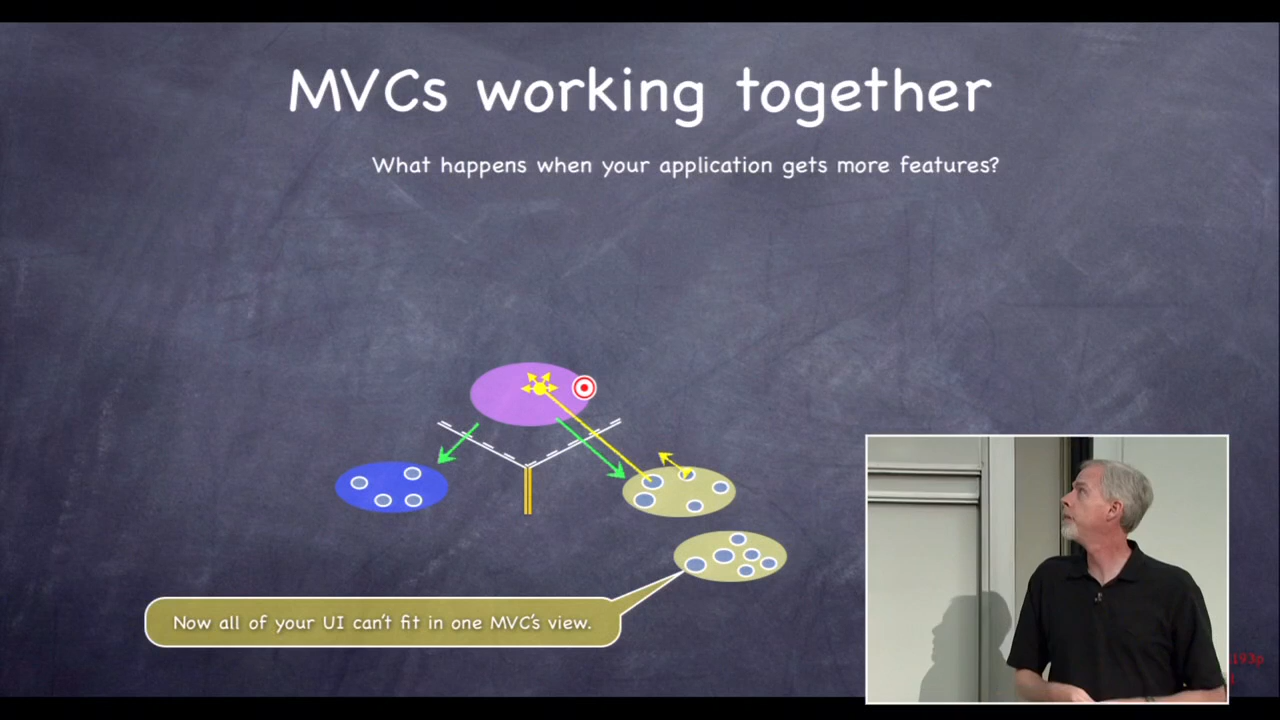 MVCs working together
What happens when your application gets more features?
Now all of your UI can't fit in one MVC's view.
193p